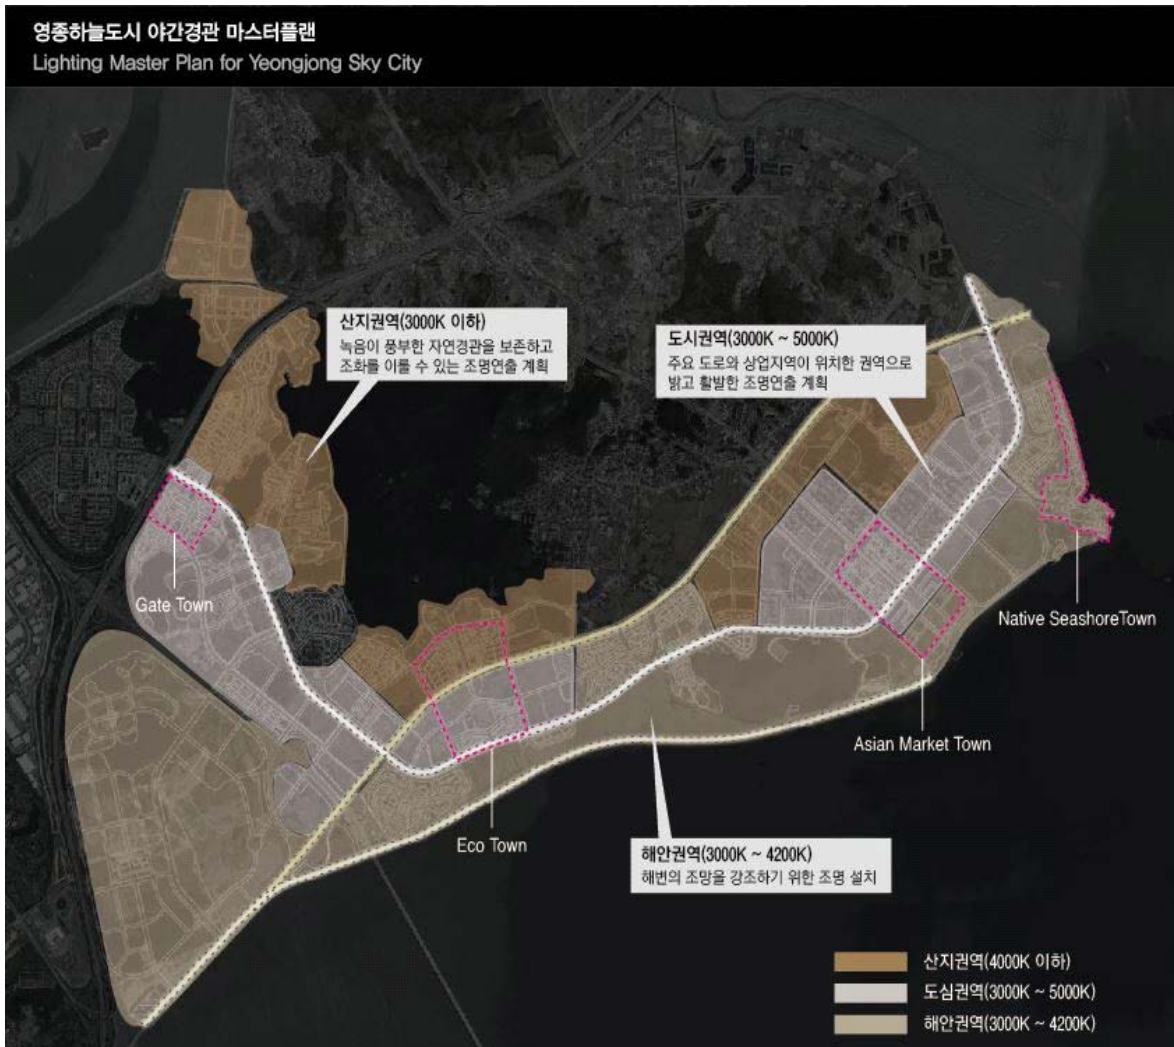 영종하늘도시 야간경관 마스터플랜
Lighting Master Plan for Yeongjong Sky City
산지권역(3000K 이하)
녹음이 풍부한 자연경관을 보존하고
조화를 이룰 수 있는 조명연출 계획
도시권역(3000K ~ 5000K)
주요 도로와 상업지역이 위치한 권역으로
밝고 활발한 조명연출 계획
Gate Town
Native SeashoreTown
Asian Market Town
Eco Town
해안권역(3000K ~ 4200K)
해변의 조망을 강조하기 위한 조명 설치
산지권역(4000K 이하)
도심권역(3000K ~ 5000K)
해안권역(3000K ~ 4200K)